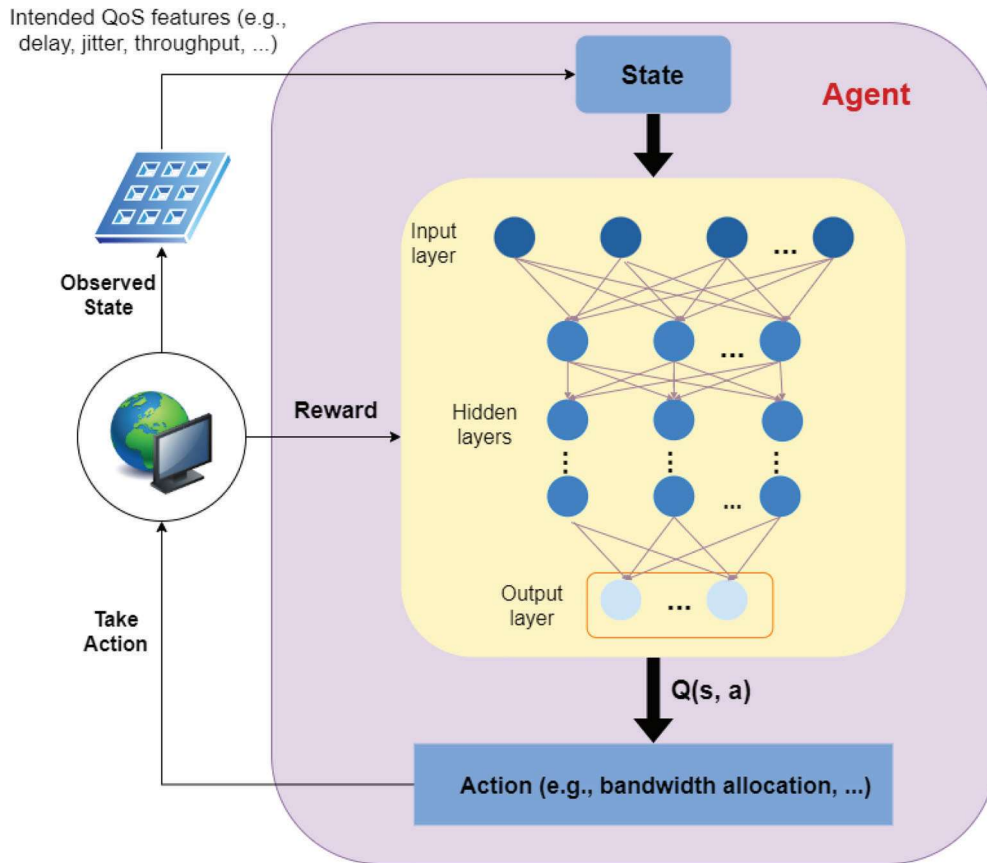 Intended QoS features (e.g.,
delay, jitter, throughput, ...)
State
Agent
Input
layer
...
Observed
State
...
Reward
Hidden
layers
...
...
...
...
Output
layer
...
Take
Action
Q(s, a)
Action (e.g., bandwidth allocation, ...)